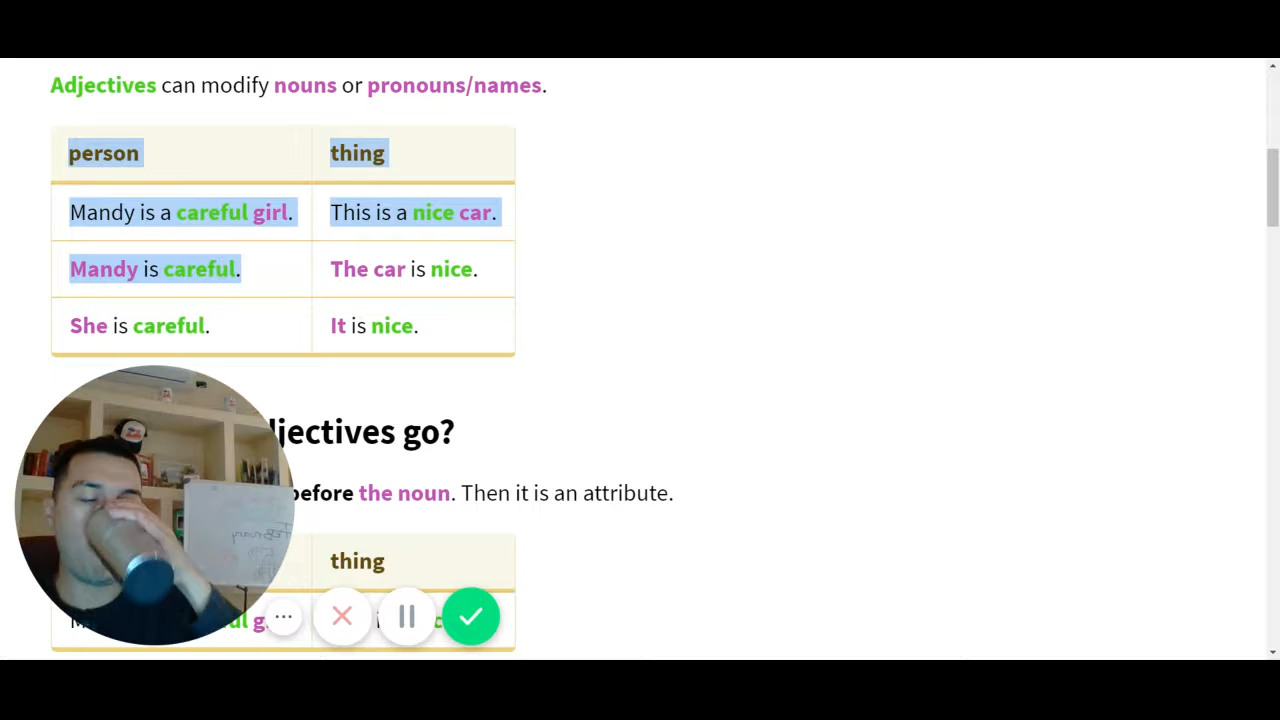 Adjectives can modify nouns or pronouns/names.
person thing
Mandy is a careful girl. This is a nice car.
Mandy is careful. The car is nice.
She is careful. It is nice.
djectives go?
before the noun. Then it is an attribute.
thing